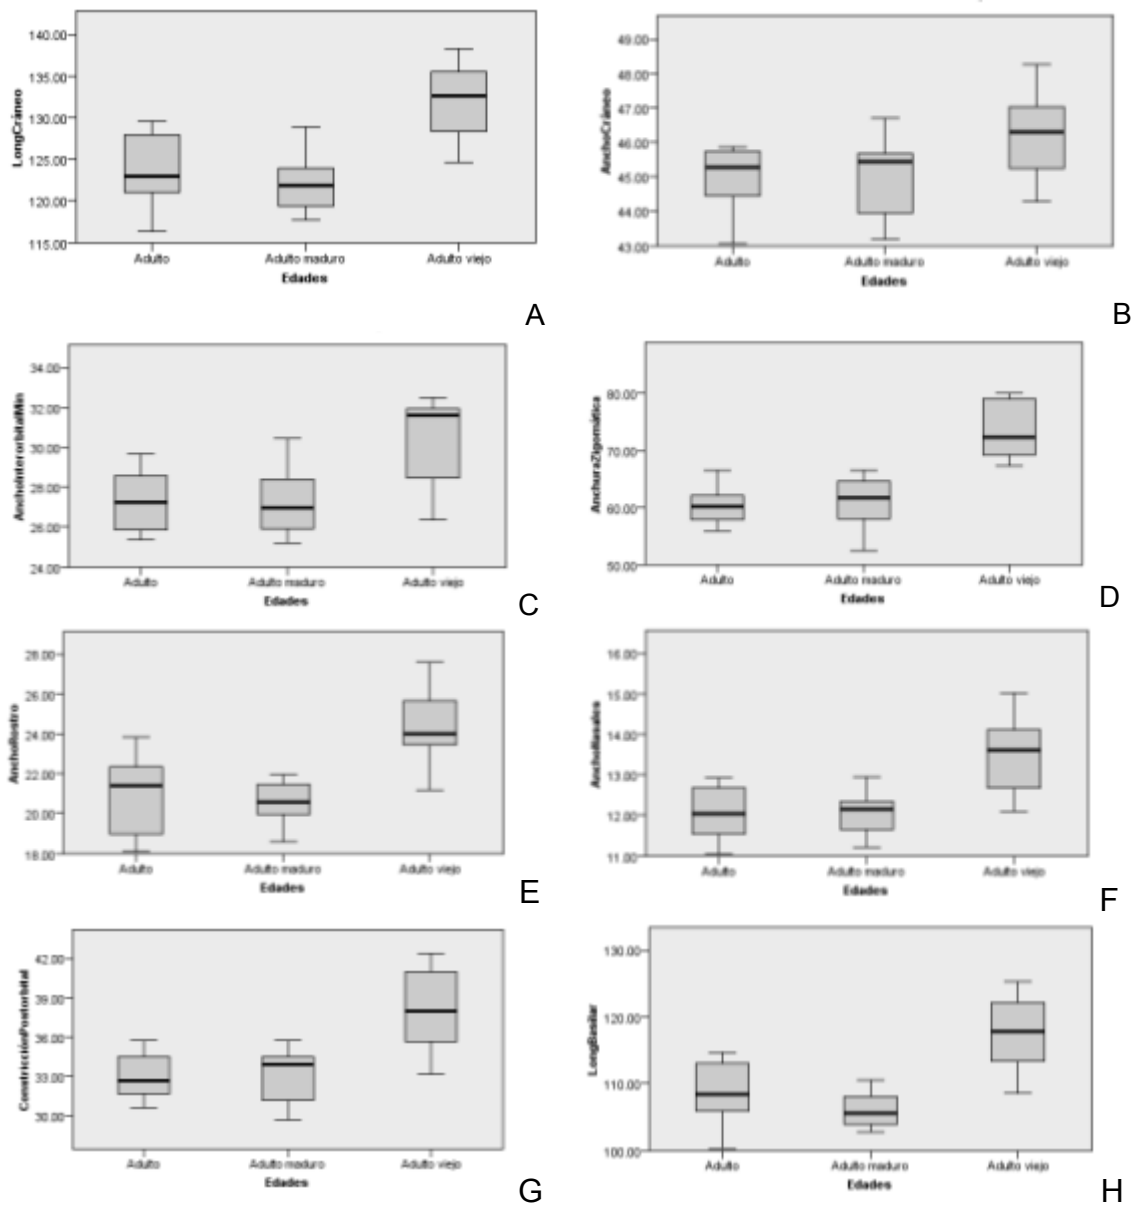 LongCráneo
140.00
135.00
130.00
125.00
120.00
115.00
Adulto Adulto maduro Adulto viejo
Edades
A
AnchoCráneo
49.00
48.00
47.00
46.00
45.00
44.00
43.00
Adulto Adulto maduro Adulto viejo
Edades
B
AnchoInterorbitalMin
34.00
32.00
30.00
28.00
26.00
24.00
Adulto Adulto maduro Adulto viejo
Edades
C
AnchuraZigomática
80.00
70.00
60.00
50.00
Adulto Adulto maduro Adulto viejo
Edades
D
AnchoRostro
28.00
26.00
24.00
22.00
20.00
18.00
Adulto Adulto maduro Adulto viejo
Edades
E
AnchoNasales
16.00
15.00
14.00
13.00
12.00
11.00
Adulto Adulto maduro Adulto viejo
Edades
F
ConstricciónPostorbital
42.00
39.00
36.00
33.00
30.00
Adulto Adulto maduro Adulto viejo
Edades
G
LongBasilar
130.00
120.00
110.00
100.00
Adulto Adulto maduro Adulto viejo
Edades
H